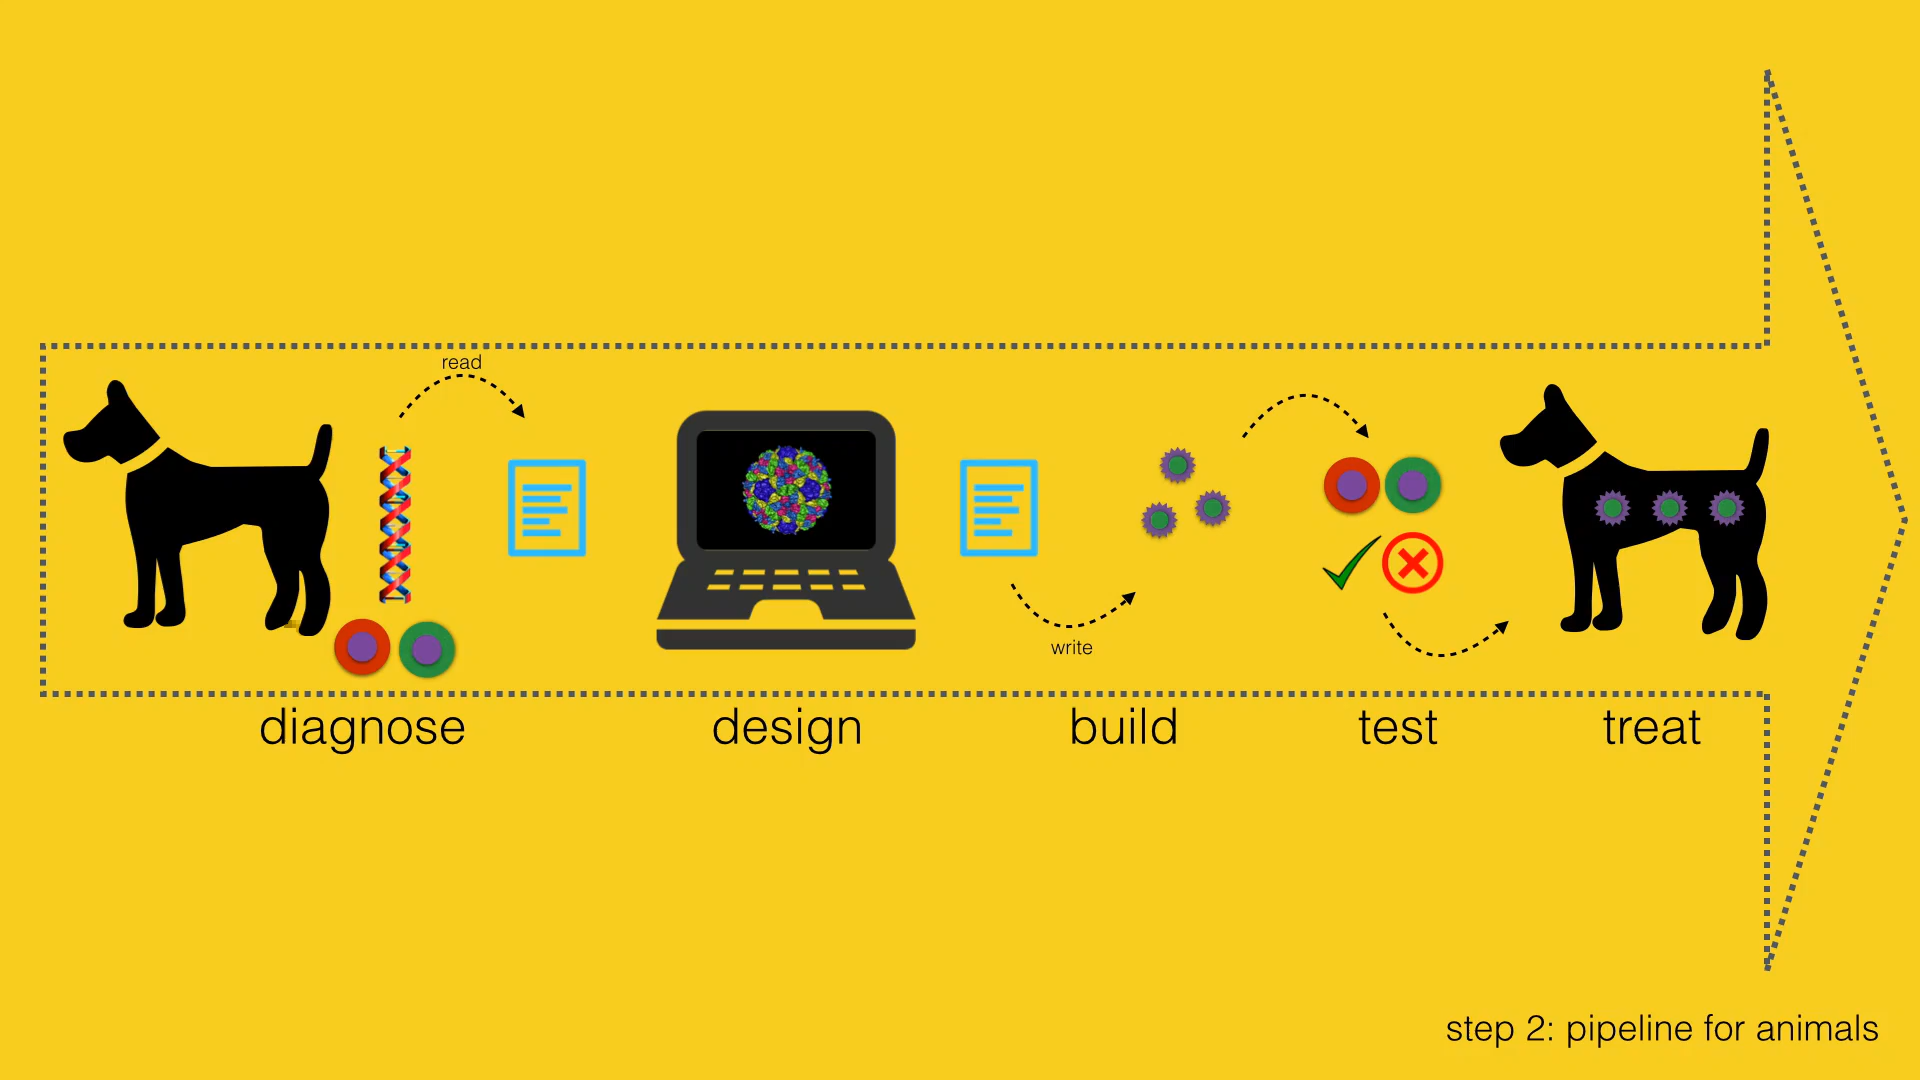 read
write
diagnose
design
build
test
treat
step 2: pipeline for animals